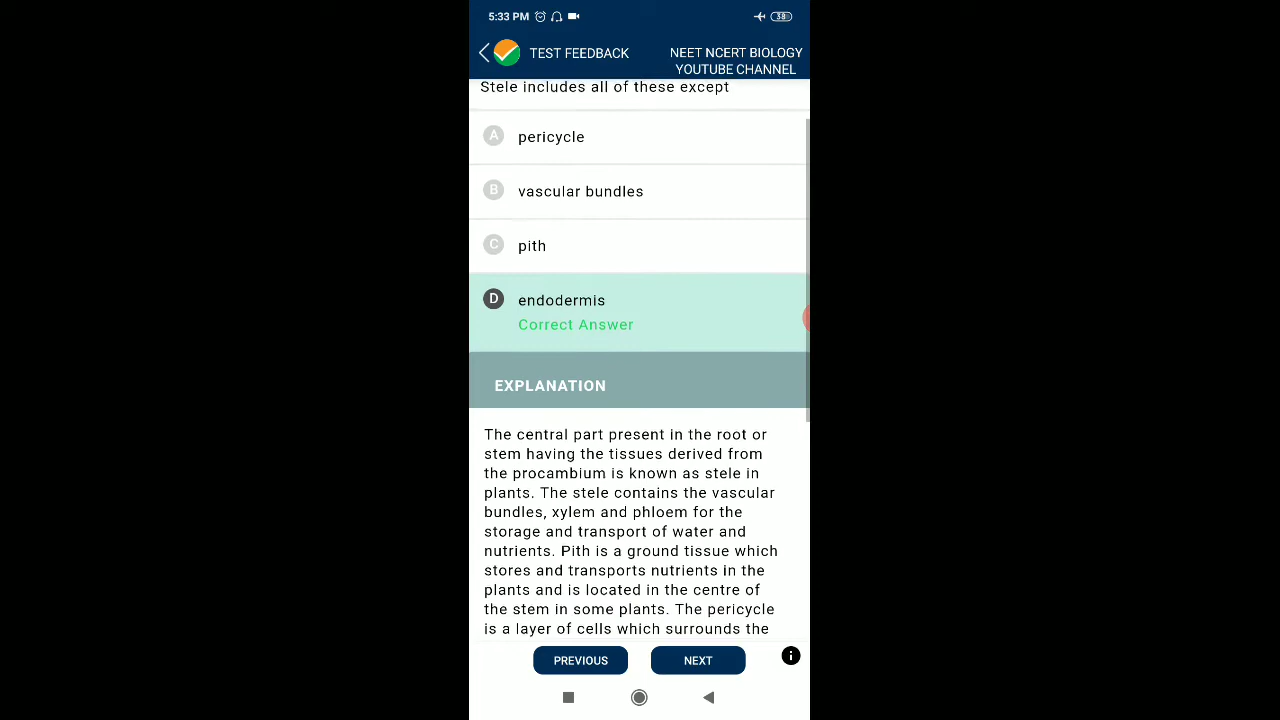 5:33 PM
38
TEST FEEDBACK
NEET NCERT BIOLOGY
YOUTUBE CHANNEL
Stele includes all of these except
A pericycle
B vascular bundles
C pith
D endodermis
Correct Answer
EXPLANATION
The central part present in the root or
stem having the tissues derived from
the procambium is known as stele in
plants. The stele contains the vascular
bundles, xylem and phloem for the
storage and transport of water and
nutrients. Pith is a ground tissue which
stores and transports nutrients in the
plants and is located in the centre of
the stem in some plants. The pericycle
is a layer of cells which surrounds the
PREVIOUS NEXT